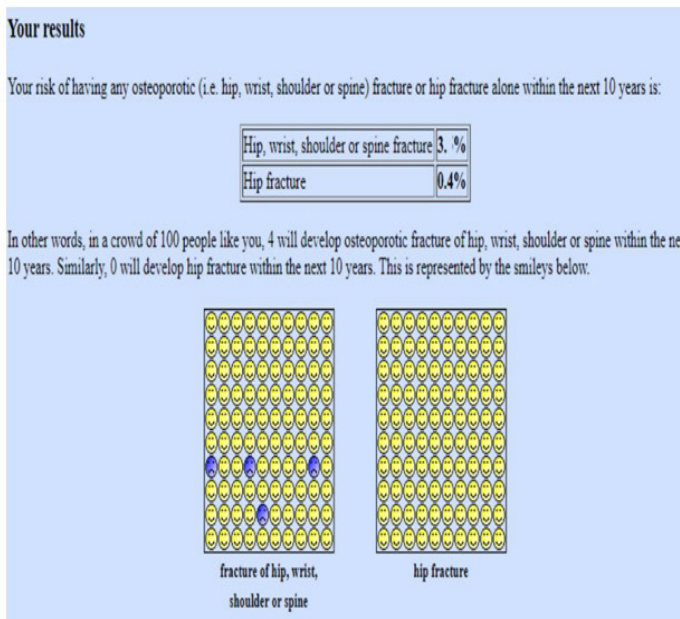 Your results
Your risk of having any osteoporotic (i.e. hip, wrist, shoulder or spine) fracture or hip fracture alone within the next 10 years is:
Hip, wrist, shoulder or spine fracture 3. %
Hip fracture 0.4%
In other words, in a crowd of 100 people like you, 4 will develop osteoporotic fracture of hip, wrist, shoulder or spine within the
10 years. Similarly, 0 will develop hip fracture within the next 10 years. This is represented by the smileys below.
fracture of hip, wrist,
shoulder or spine
hip fracture